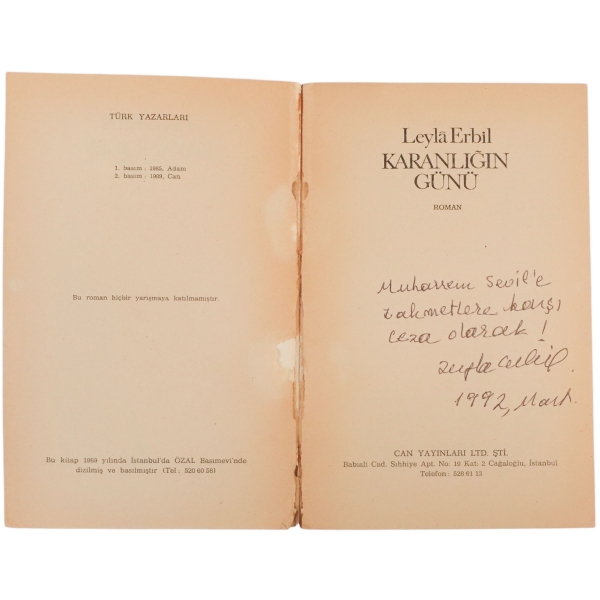 TÜRK YAZARLARI
1. basım : 1985, Adam
2. basım : 1989, Can
Bu roman hiçbir yarışmaya katılmamıştır.
Bu kitap 1989 yılında İstanbul'da ÖZAL Basımevi'nde
dizilmiş ve basılmıştır (Tel : 520 60 58)
Leylâ Erbil
KARANLIĞIN
GÜNÜ
ROMAN
Muharrem Sevil'e
zahmetlere karşı
ceza olarak !
Leyla Erbil
1992, Mart.
CAN YAYINLARI LTD. ŞTİ.
Babıali Cad. Sıhhiye Apt. No: 19 Kat: 2 Cağaloğlu, İstanbul
Telefon : 528 61 13